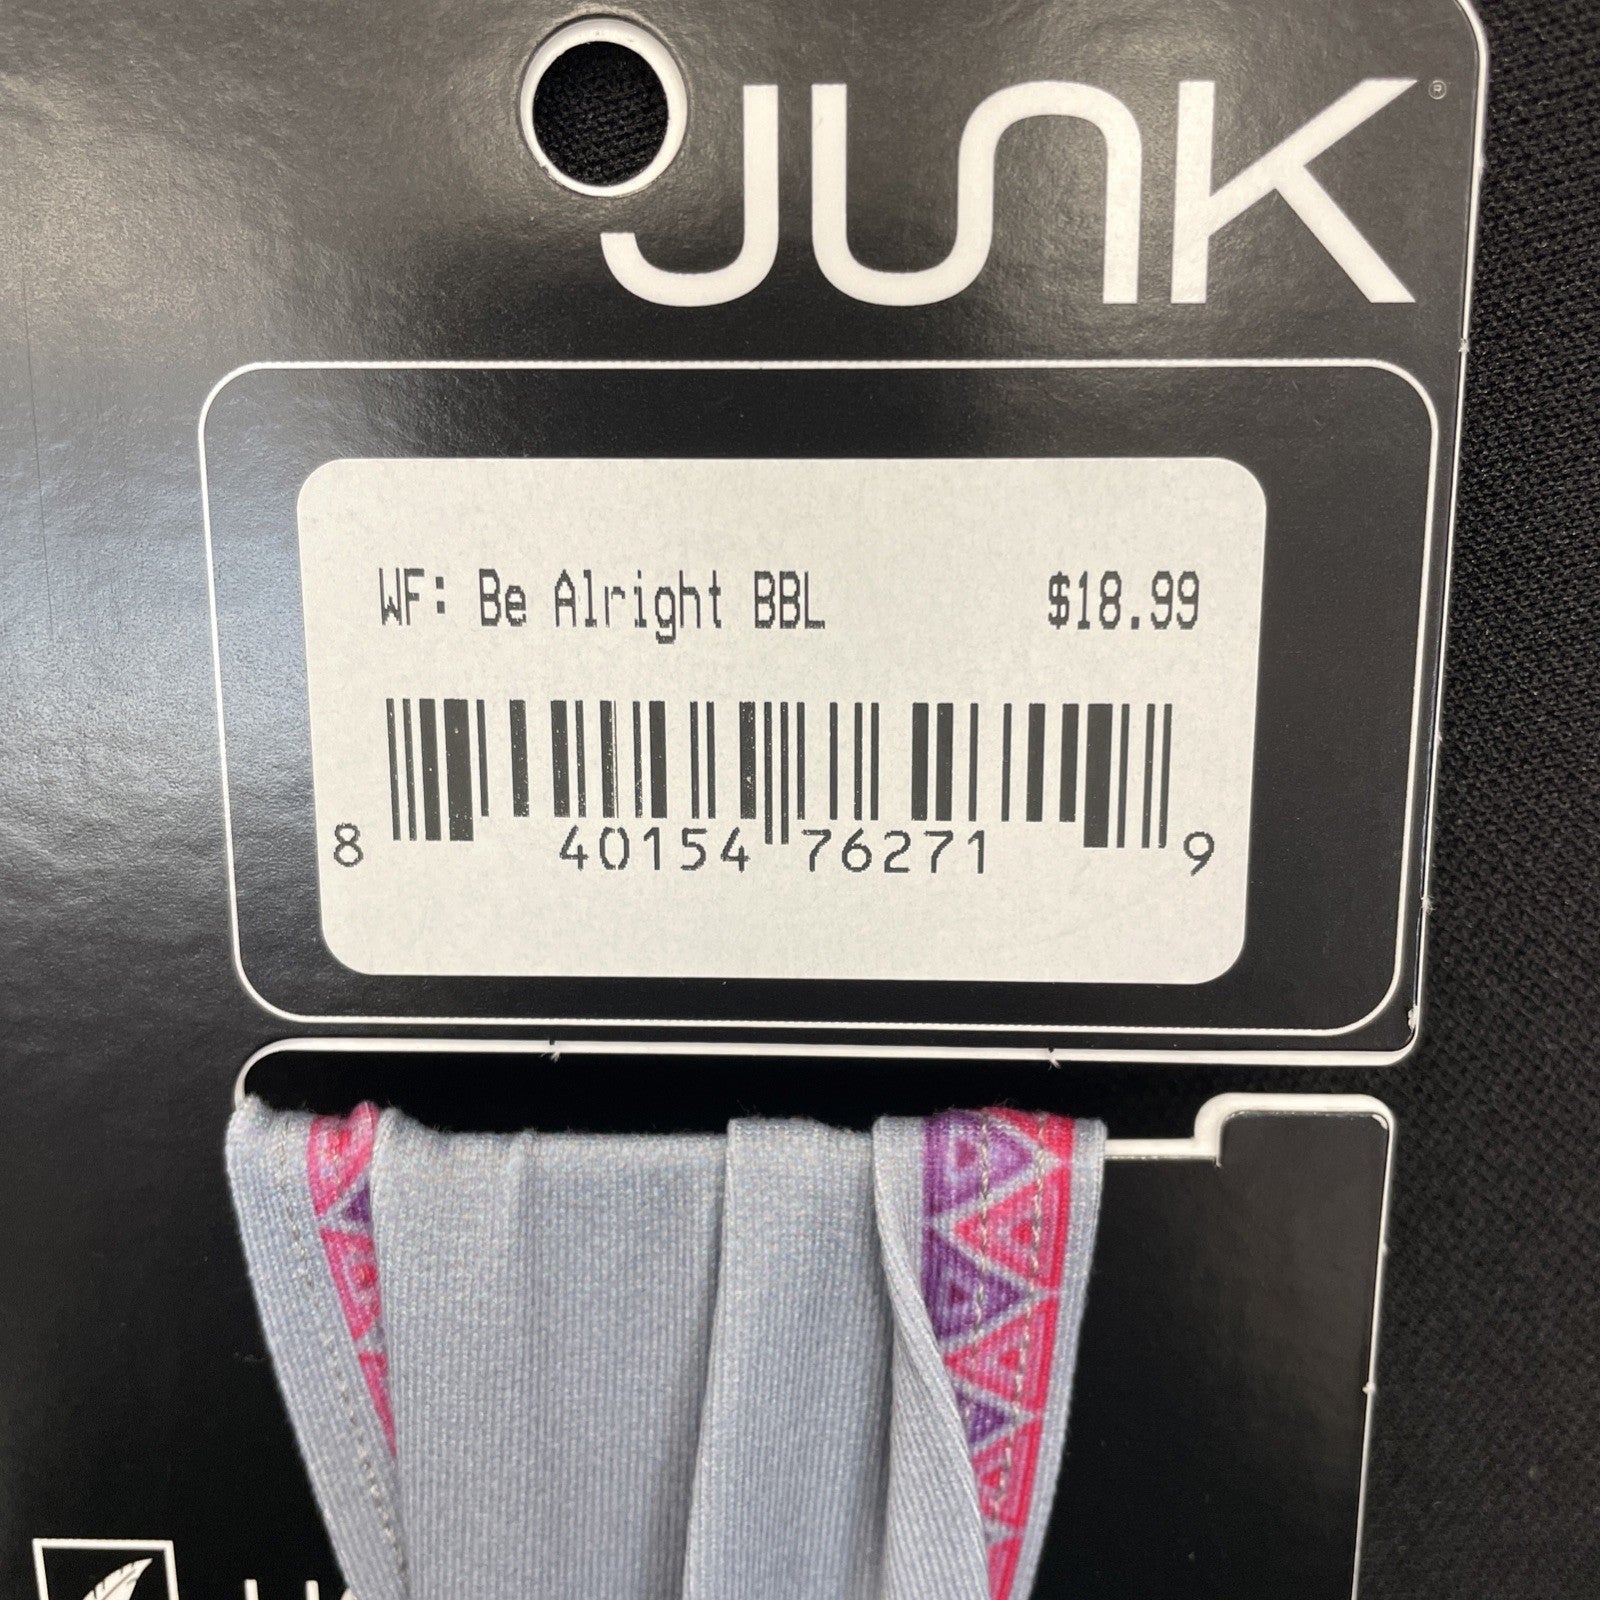 JUNK®
WF: Be Alright BBL $18.99
8 40154 76271 9